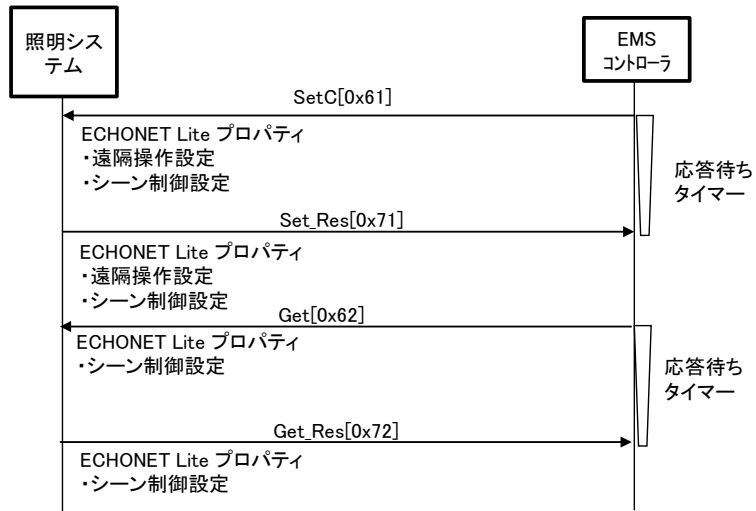 照明シス
テム
EMS
コントローラ
SetC[0x61]
ECHONET Lite プロパティ
・遠隔操作設定
・シーン制御設定
応答待ち
タイマー
Set_Res[0x71]
ECHONET Lite プロパティ
・遠隔操作設定
・シーン制御設定
Get[0x62]
ECHONET Lite プロパティ
・シーン制御設定
応答待ち
タイマー
Get_Res[0x72]
ECHONET Lite プロパティ
・シーン制御設定